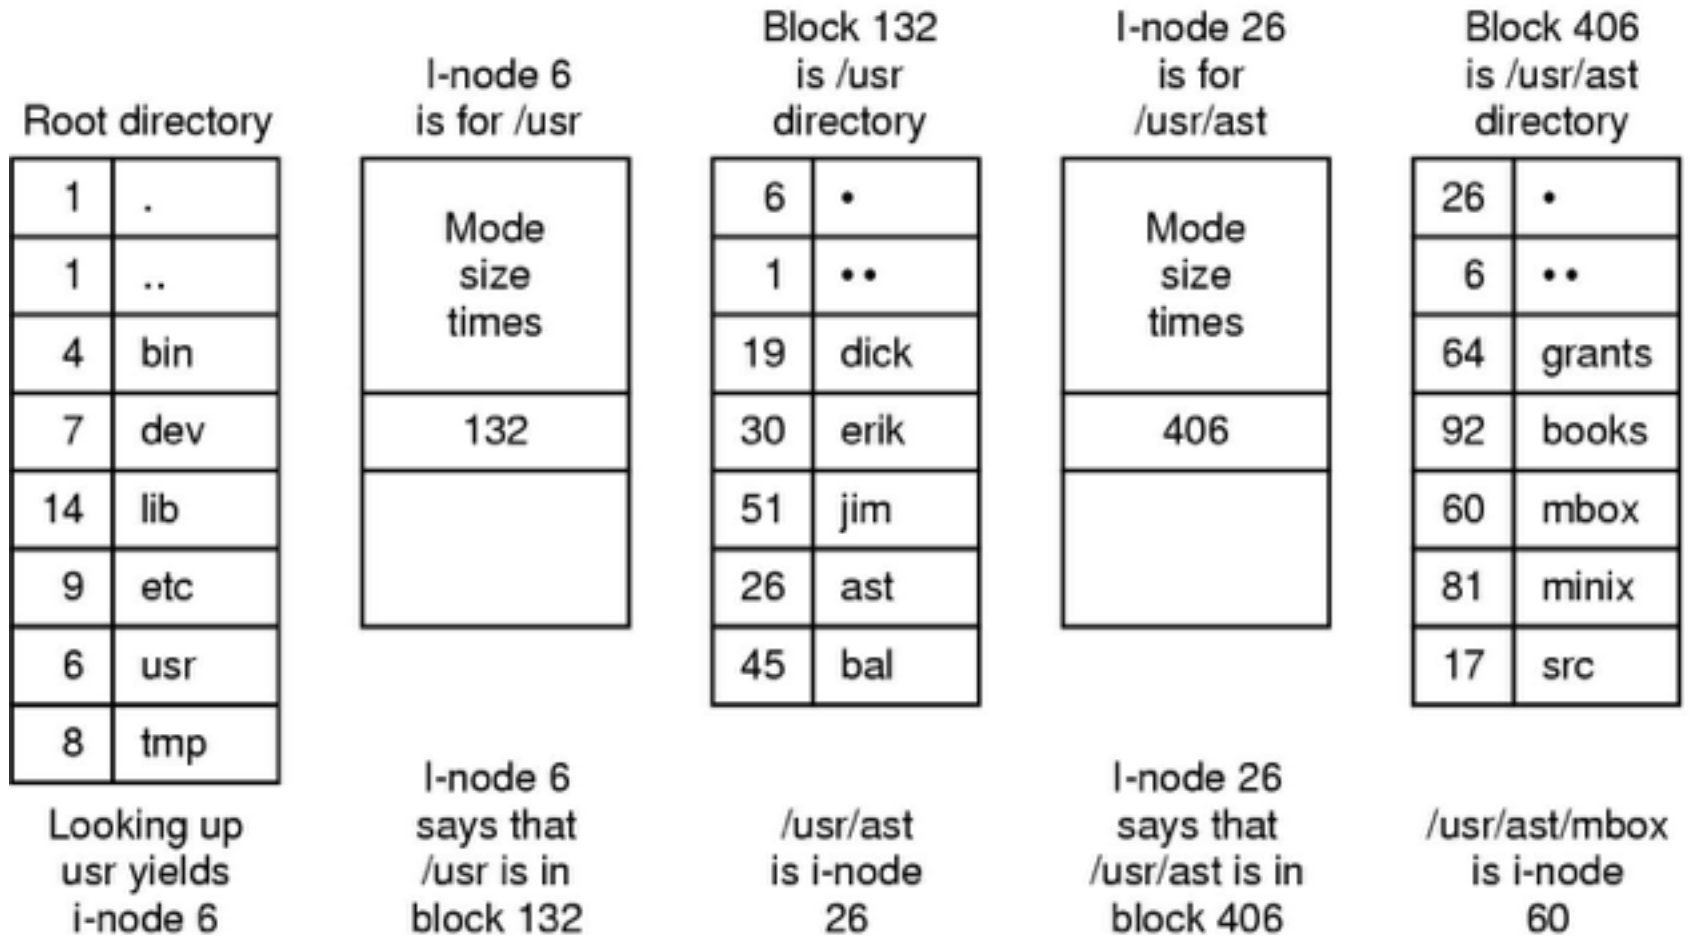 Root directory
1 .
1 ..
4 bin
7 dev
14 lib
9 etc
6 usr
8 tmp
Looking up
usr yields
i-node 6
I-node 6
is for /usr
Mode
size
times
132
I-node 6
says that
/usr is in
block 132
Block 132
is /usr
directory
6 •
1 ••
19 dick
30 erik
51 jim
26 ast
45 bal
/usr/ast
is i-node
26
I-node 26
is for
/usr/ast
Mode
size
times
406
I-node 26
says that
/usr/ast is in
block 406
Block 406
is /usr/ast
directory
26 •
6 ••
64 grants
92 books
60 mbox
81 minix
17 src
/usr/ast/mbox
is i-node
60